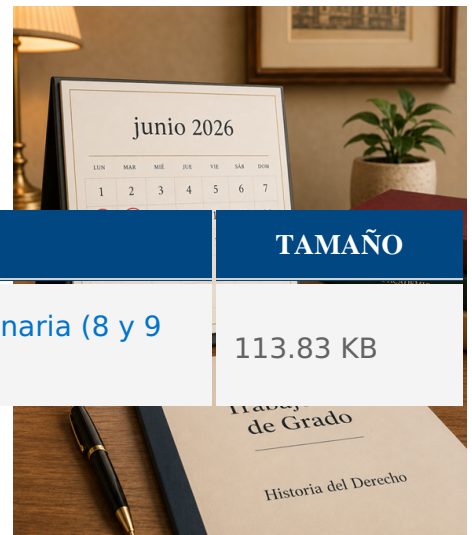 junio 2026
LUN MAR MIÉ JUE VIE SÁB DOM
1 2 3 4 5 6 7
TAMAÑO
naria (8 y 9
113.83 KB
de Grado
Historia del Derecho